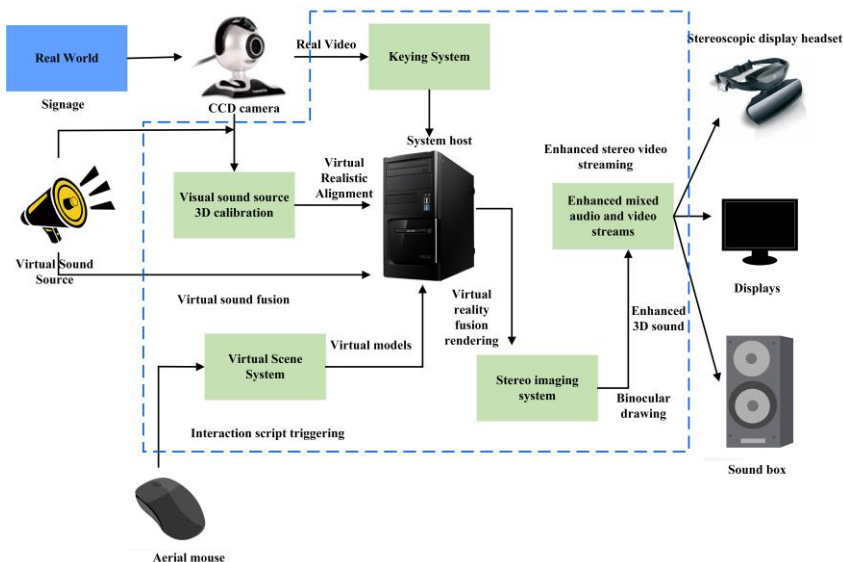 Real World
Signage
CCD camera
Real Video
Keying System
System host
Stereoscopic display headset
Virtual
Realistic
Alignment
Visual sound source
3D calibration
Virtual Sound
Source
Virtual sound fusion
Virtual Scene
System
Virtual models
Virtual
reality
fusion
rendering
Enhanced stereo video
streaming
Enhanced mixed
audio and video
streams
Displays
Enhanced
3D sound
Stereo imaging
system
Binocular
drawing
Interaction script triggering
Sound box
Aerial mouse